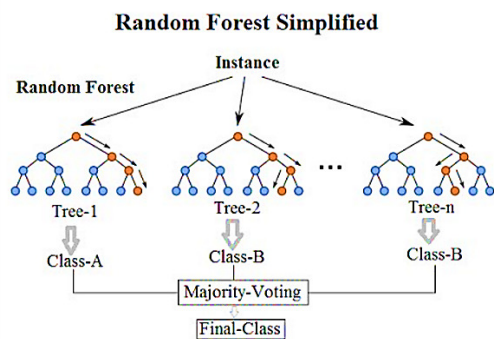 Random Forest Simplified
Instance
Random Forest
...
Tree-1
Tree-2
Tree-n
Class-A
Class-B
Class-B
Majority-Voting
Final-Class